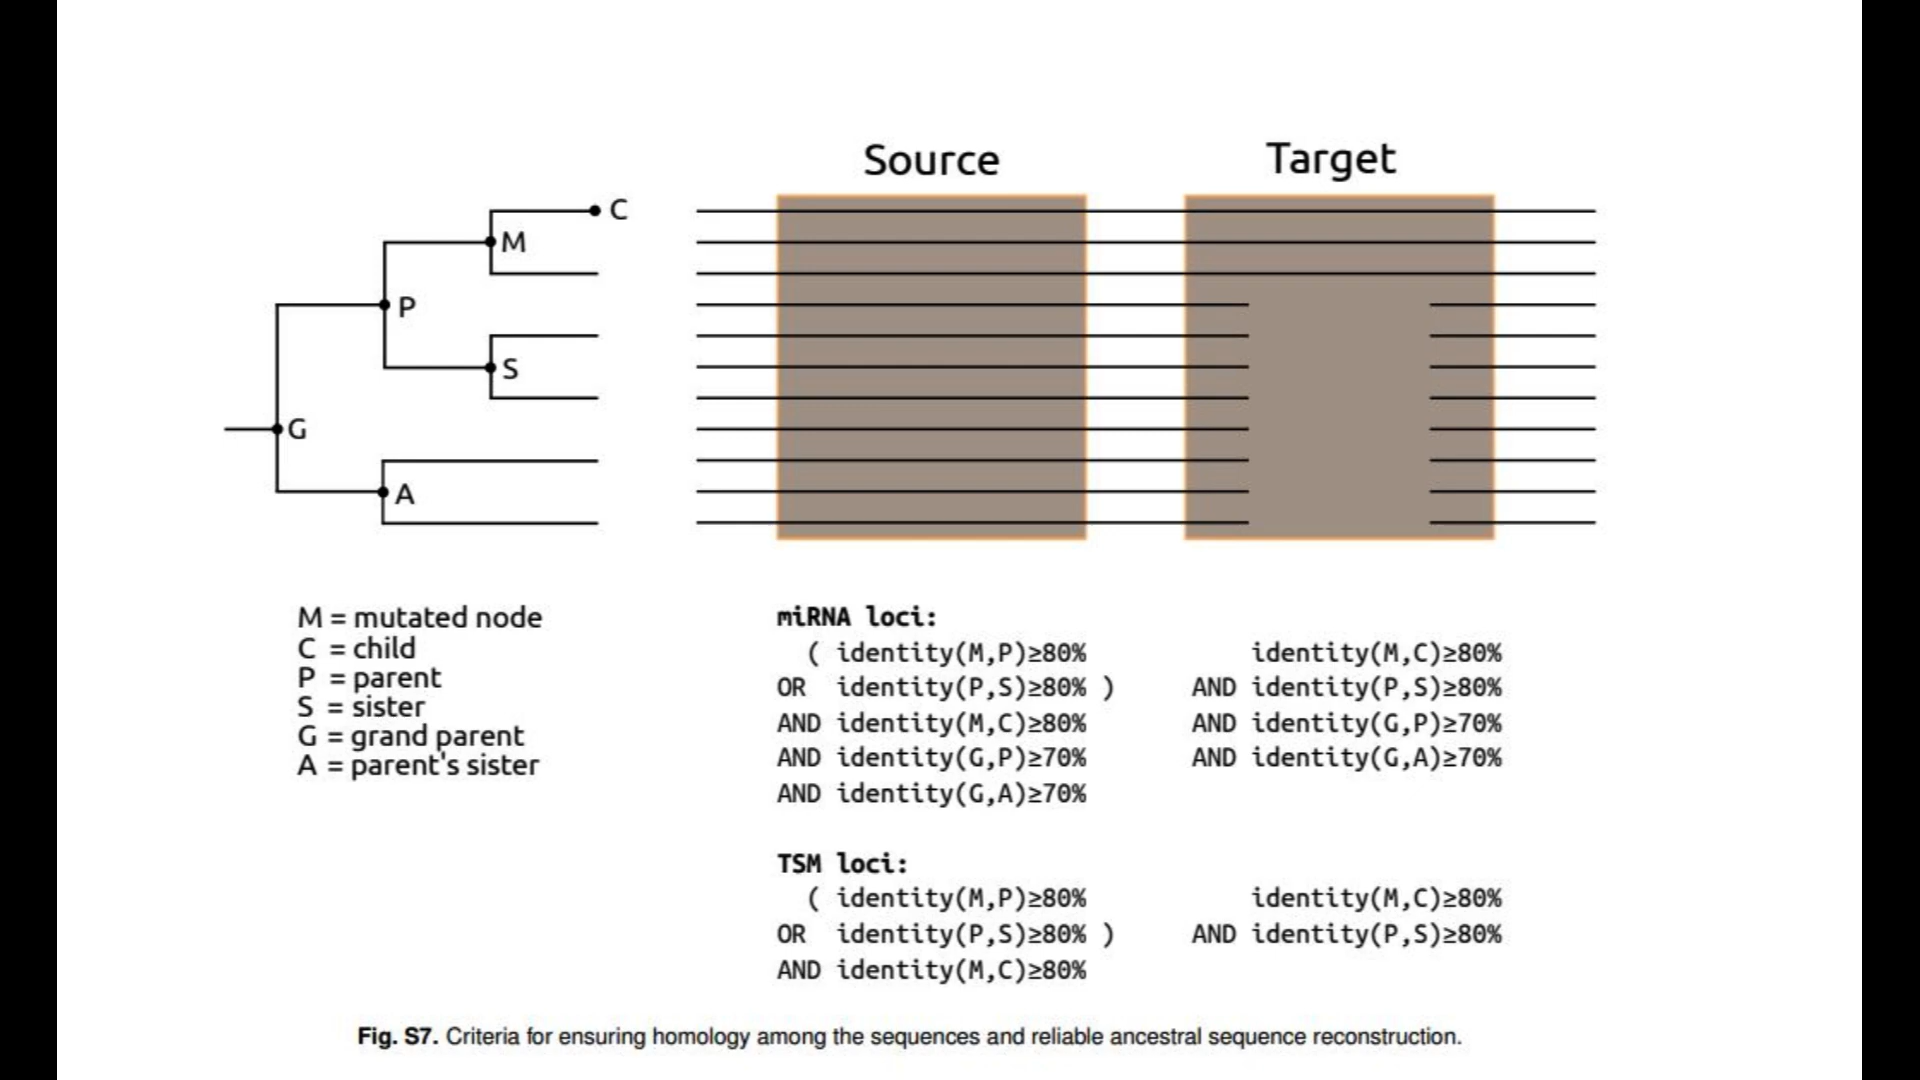 Source
Target
C
M
P
S
G
A
M = mutated node
C = child
P = parent
S = sister
G = grand parent
A = parent's sister
miRNA loci:
( identity(M,P)≥80%
OR identity(P,S)≥80% )
AND identity(M,C)≥80%
AND identity(G,P)≥70%
AND identity(G,A)≥70%
identity(M,C)≥80%
AND identity(P,S)≥80%
AND identity(G,P)≥70%
AND identity(G,A)≥70%
TSM loci:
( identity(M,P)≥80%
OR identity(P,S)≥80% )
AND identity(M,C)≥80%
identity(M,C)≥80%
AND identity(P,S)≥80%
Fig. S7. Criteria for ensuring homology among the sequences and reliable ancestral sequence reconstruction.